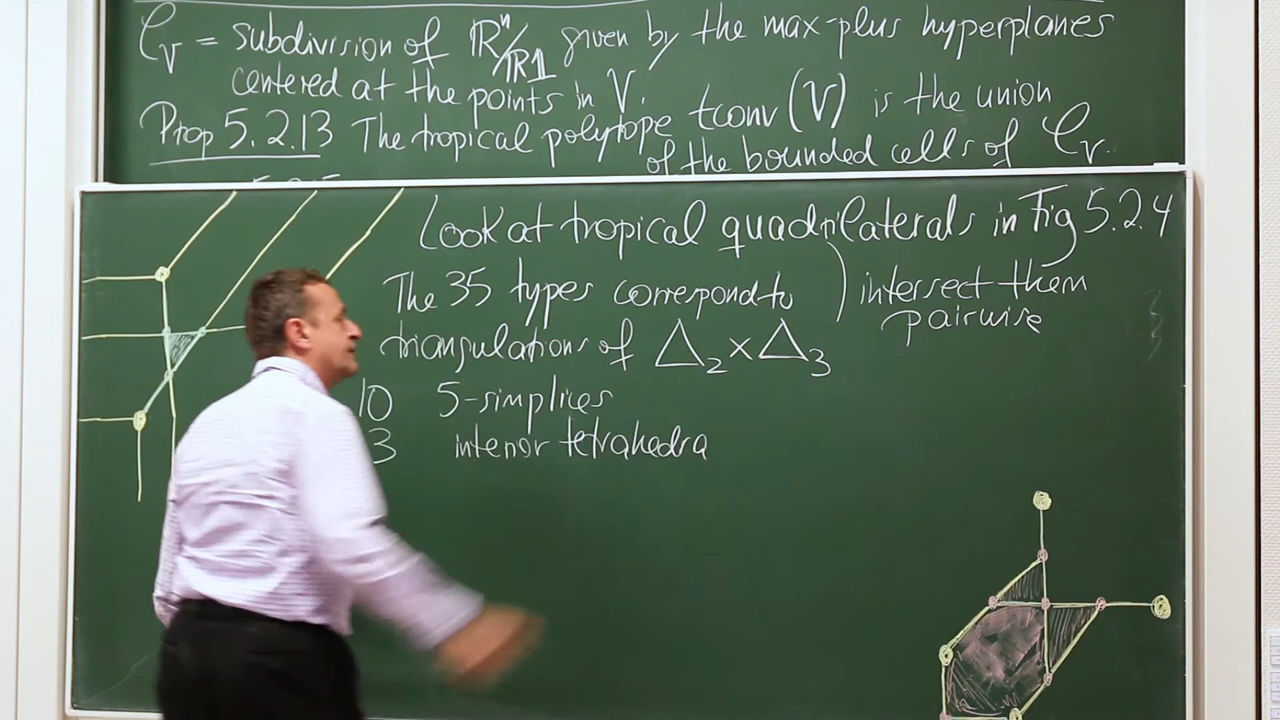 𝒞_V = subdivision of ℝⁿ/ℝ𝟙 given by the max-plus hyperplanes
centered at the points in V.
Prop 5.2.13 The tropical polytope tconv(V) is the union
of the bounded cells of 𝒞_V.
Look at tropical quadrilaterals in Fig 5.2.4
The 35 types correspond to ) intersect them
triangulations of Δ₂×Δ₃ pairwise
10 5-simplices
3 interior tetrahedra